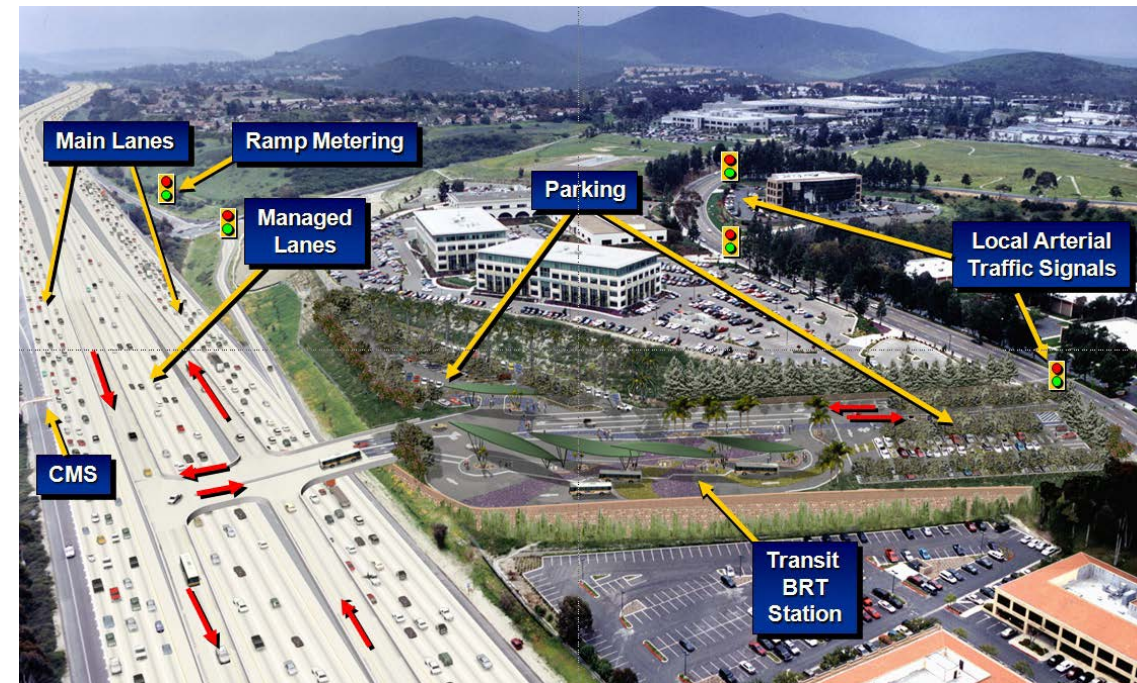 Main Lanes
Ramp Metering
Managed
Lanes
Parking
Local Arterial
Traffic Signals
CMS
Transit
BRT
Station